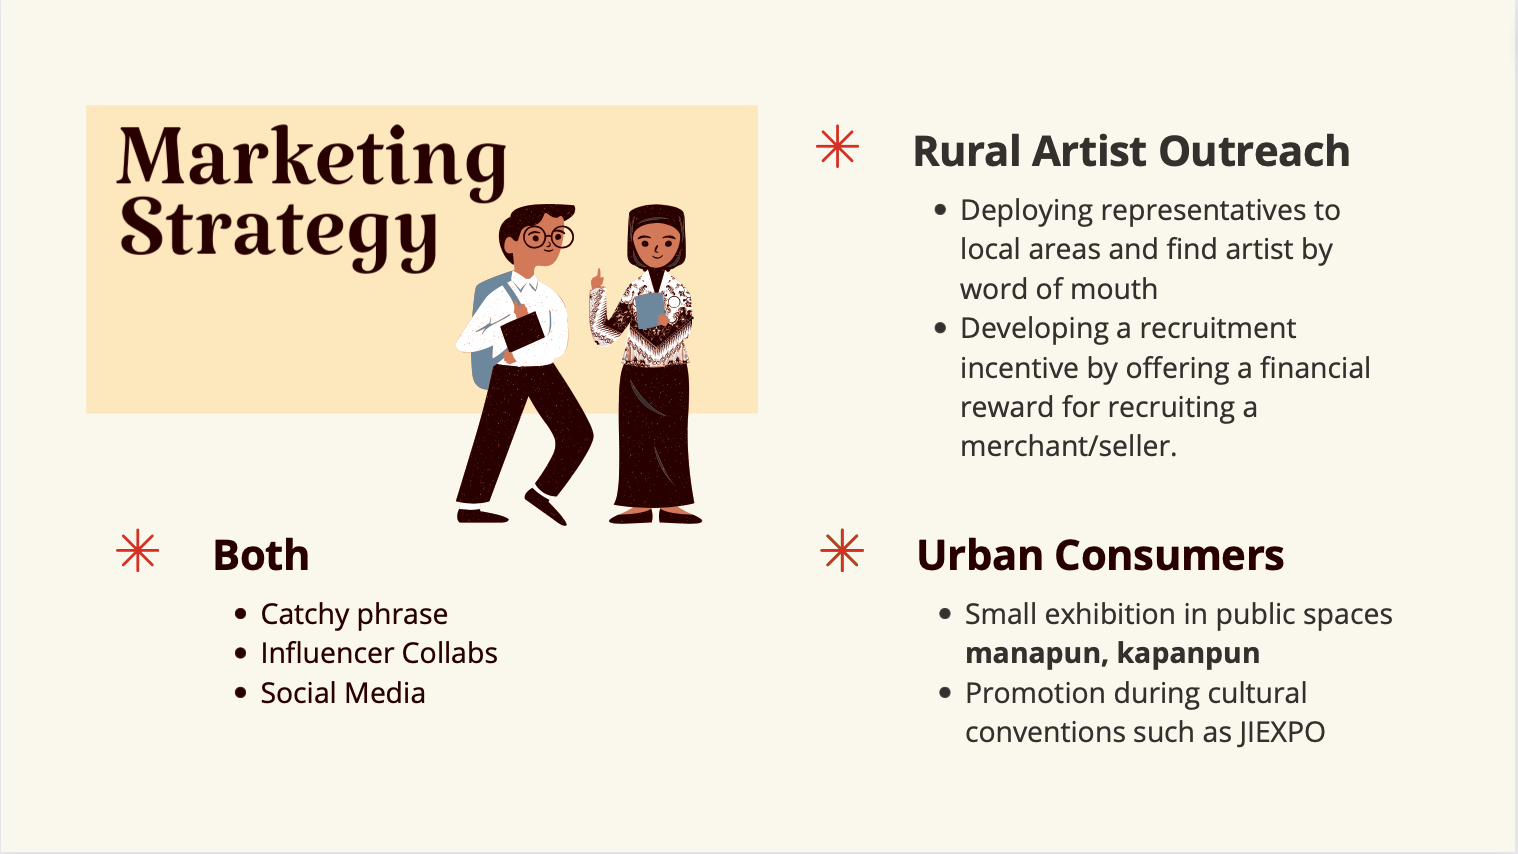 Marketing
Strategy
Rural Artist Outreach
Deploying representatives to
local areas and find artist by
word of mouth
Developing a recruitment
incentive by offering a financial
reward for recruiting a
merchant/seller.
Both
Catchy phrase
Influencer Collabs
Social Media
Urban Consumers
Small exhibition in public spaces
manapun, kapanpun
Promotion during cultural
conventions such as JIEXPO